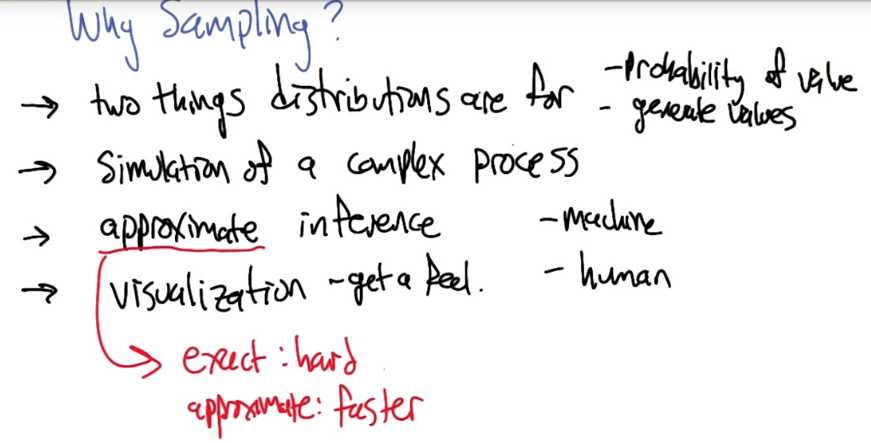 Why Sampling?
→ two things distributions are for - Probability of value
- generate values
→ Simulation of a complex process
→ approximate inference - machine
→ visualization - get a feel. - human
exact: hard
approximate: faster